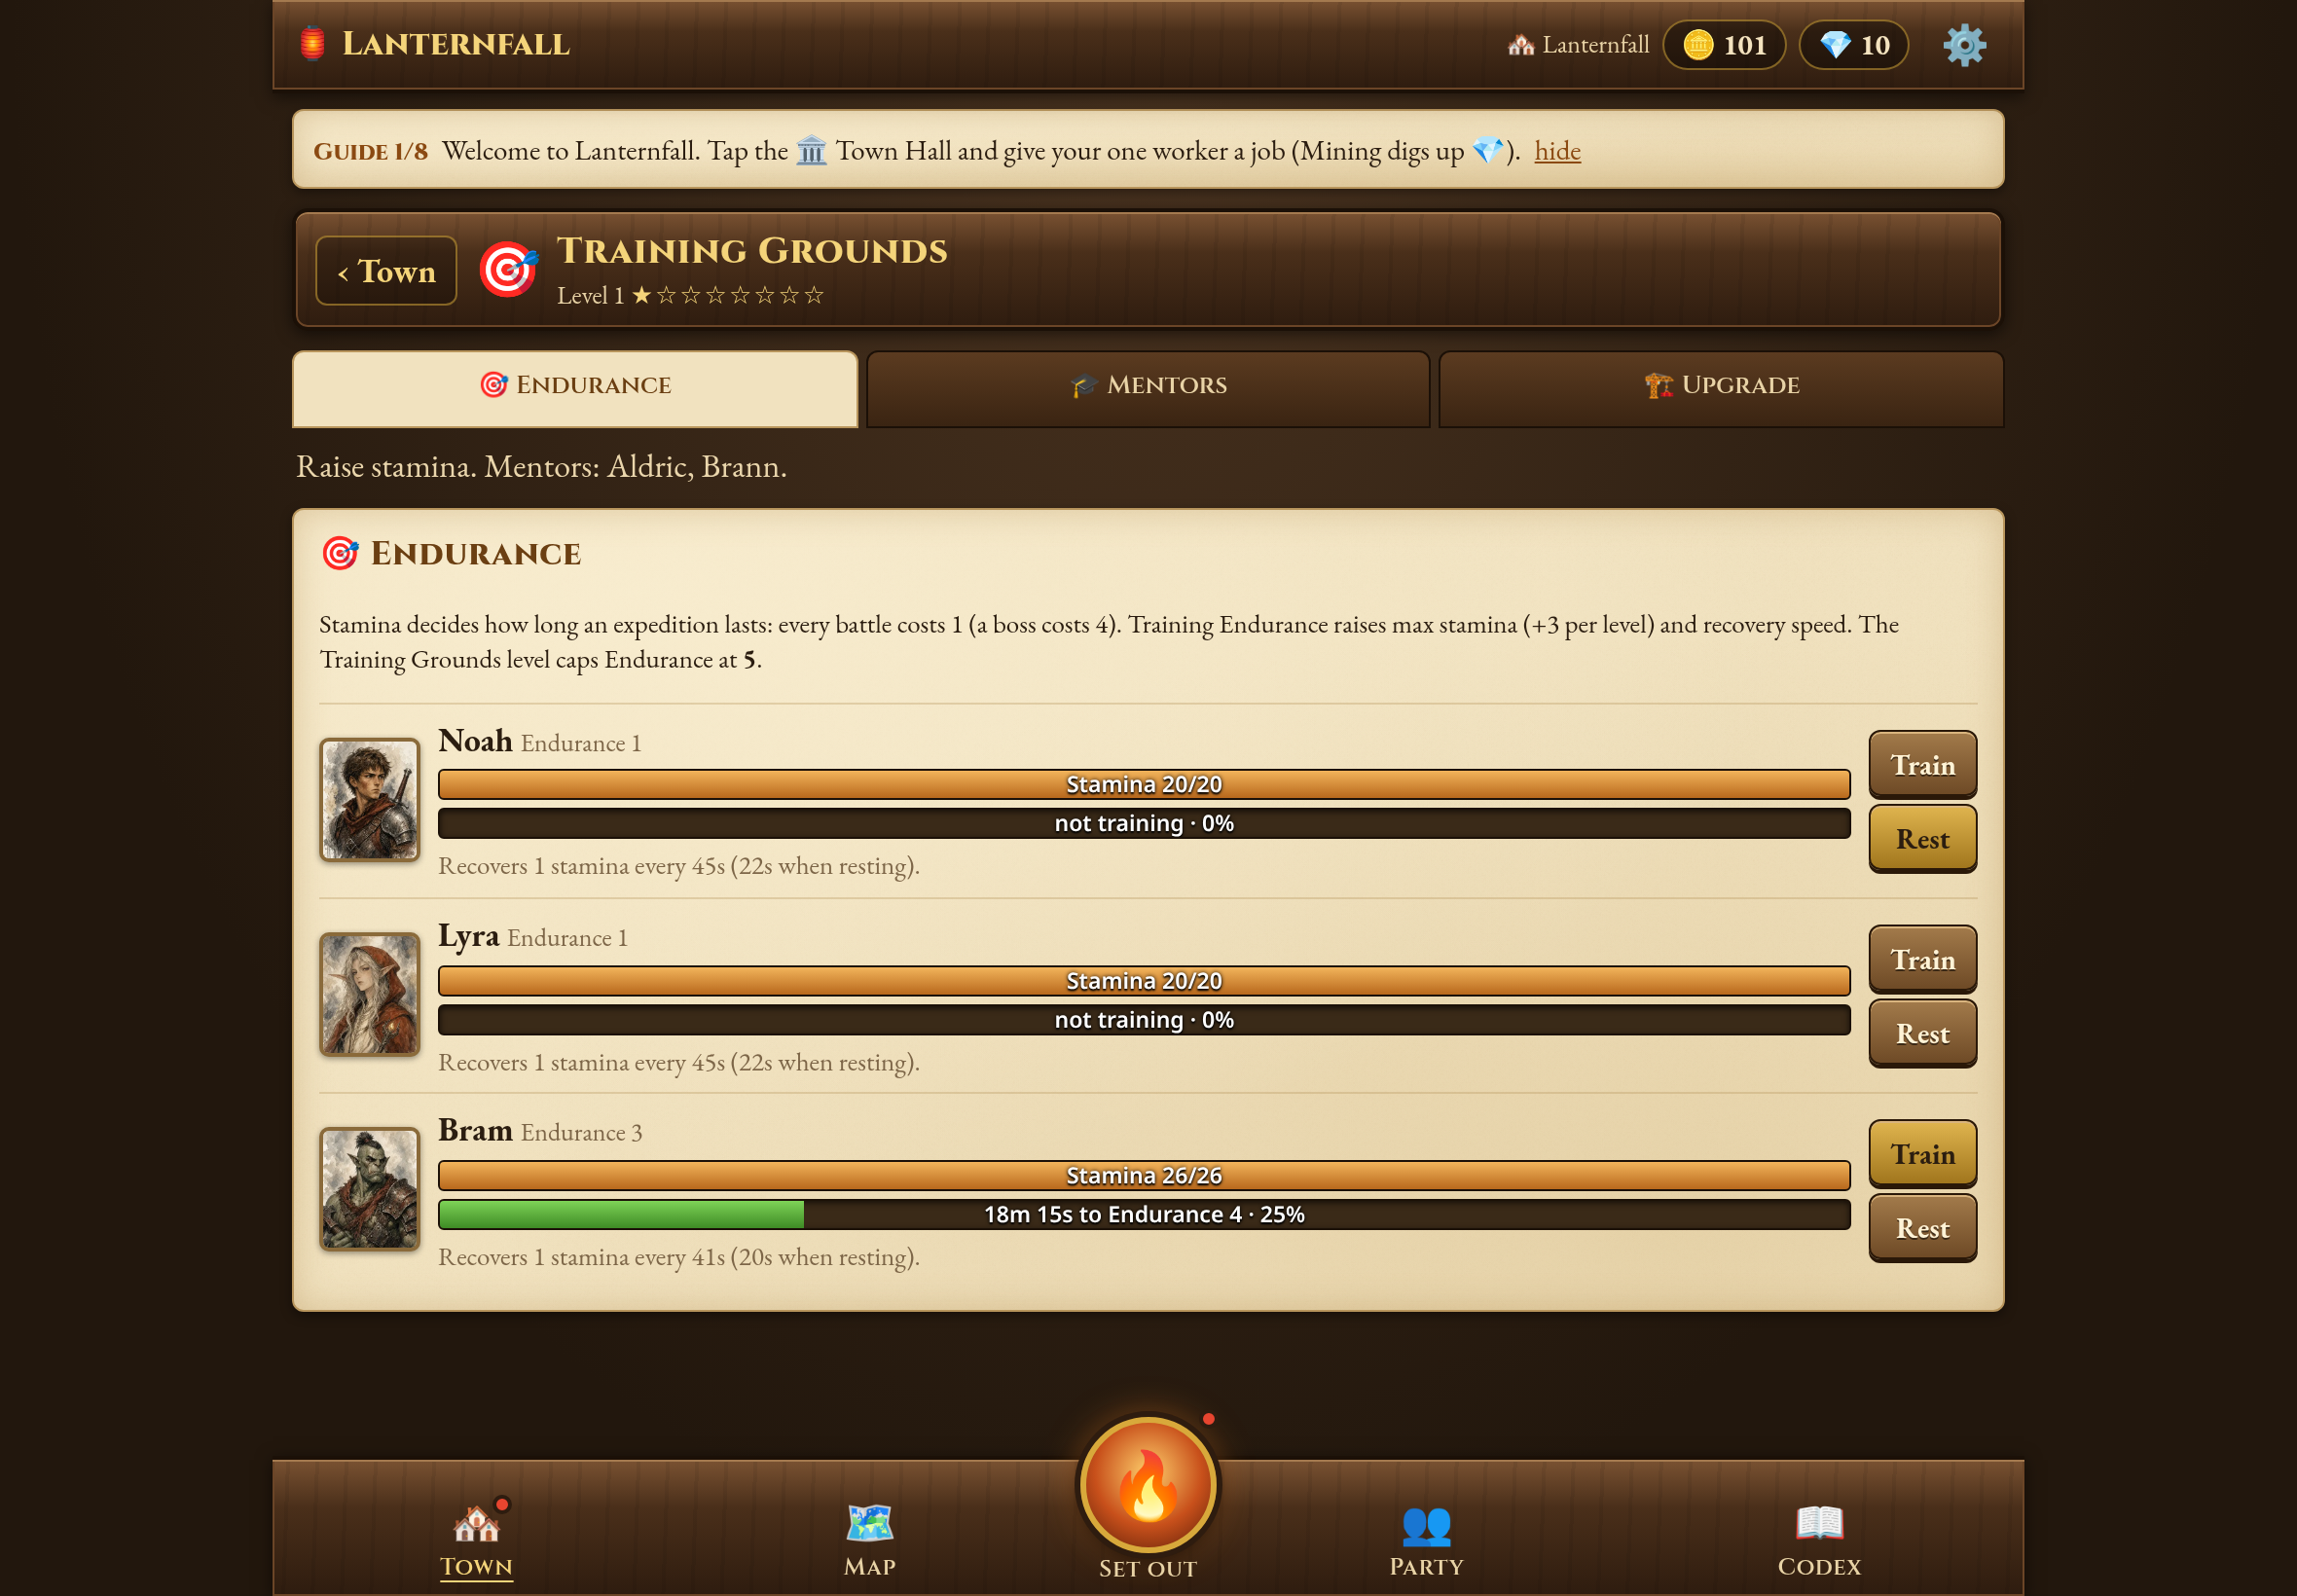 Lanternfall
Lanternfall 101 10
Guide 1/8 Welcome to Lanternfall. Tap the Town Hall and give your one worker a job (Mining digs up ). hide
‹ Town
Training Grounds
Level 1 ★☆☆☆☆☆☆☆
Endurance
Mentors
Upgrade
Raise stamina. Mentors: Aldric, Brann.
Endurance
Stamina decides how long an expedition lasts: every battle costs 1 (a boss costs 4). Training Endurance raises max stamina (+3 per level) and recovery speed. The
Training Grounds level caps Endurance at 5.
Noah Endurance 1
Stamina 20/20
not training · 0%
Recovers 1 stamina every 45s (22s when resting).
Train
Rest
Lyra Endurance 1
Stamina 20/20
not training · 0%
Recovers 1 stamina every 45s (22s when resting).
Train
Rest
Bram Endurance 3
Stamina 26/26
18m 15s to Endurance 4 · 25%
Recovers 1 stamina every 41s (20s when resting).
Train
Rest
Town
Map
Set out
Party
Codex